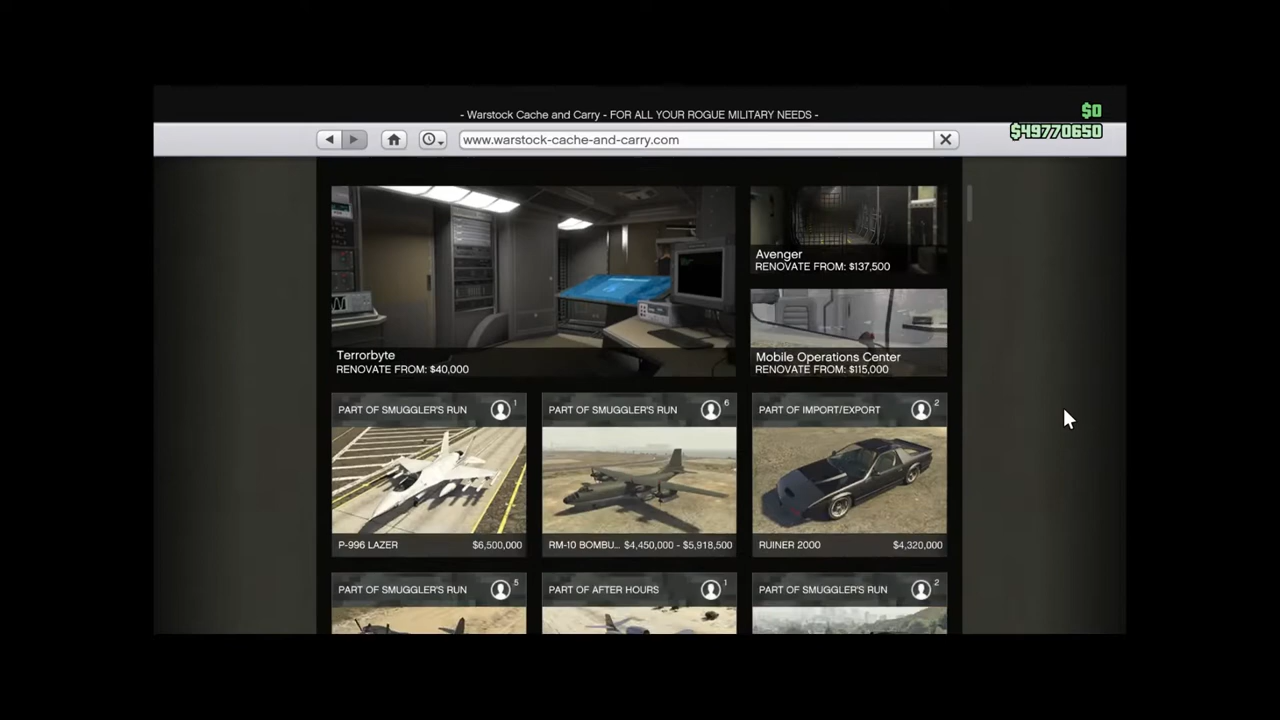 - Warstock Cache and Carry - FOR ALL YOUR ROGUE MILITARY NEEDS -
$0
$49770650
www.warstock-cache-and-carry.com
Avenger
RENOVATE FROM: $137,500
Terrorbyte
RENOVATE FROM: $40,000
Mobile Operations Center
RENOVATE FROM: $115,000
PART OF SMUGGLER'S RUN 1
PART OF SMUGGLER'S RUN 6
PART OF IMPORT/EXPORT 2
P-996 LAZER $6,500,000
RM-10 BOMBU... $4,450,000 - $5,918,500
RUINER 2000 $4,320,000
PART OF SMUGGLER'S RUN 5
PART OF AFTER HOURS 1
PART OF SMUGGLER'S RUN 2